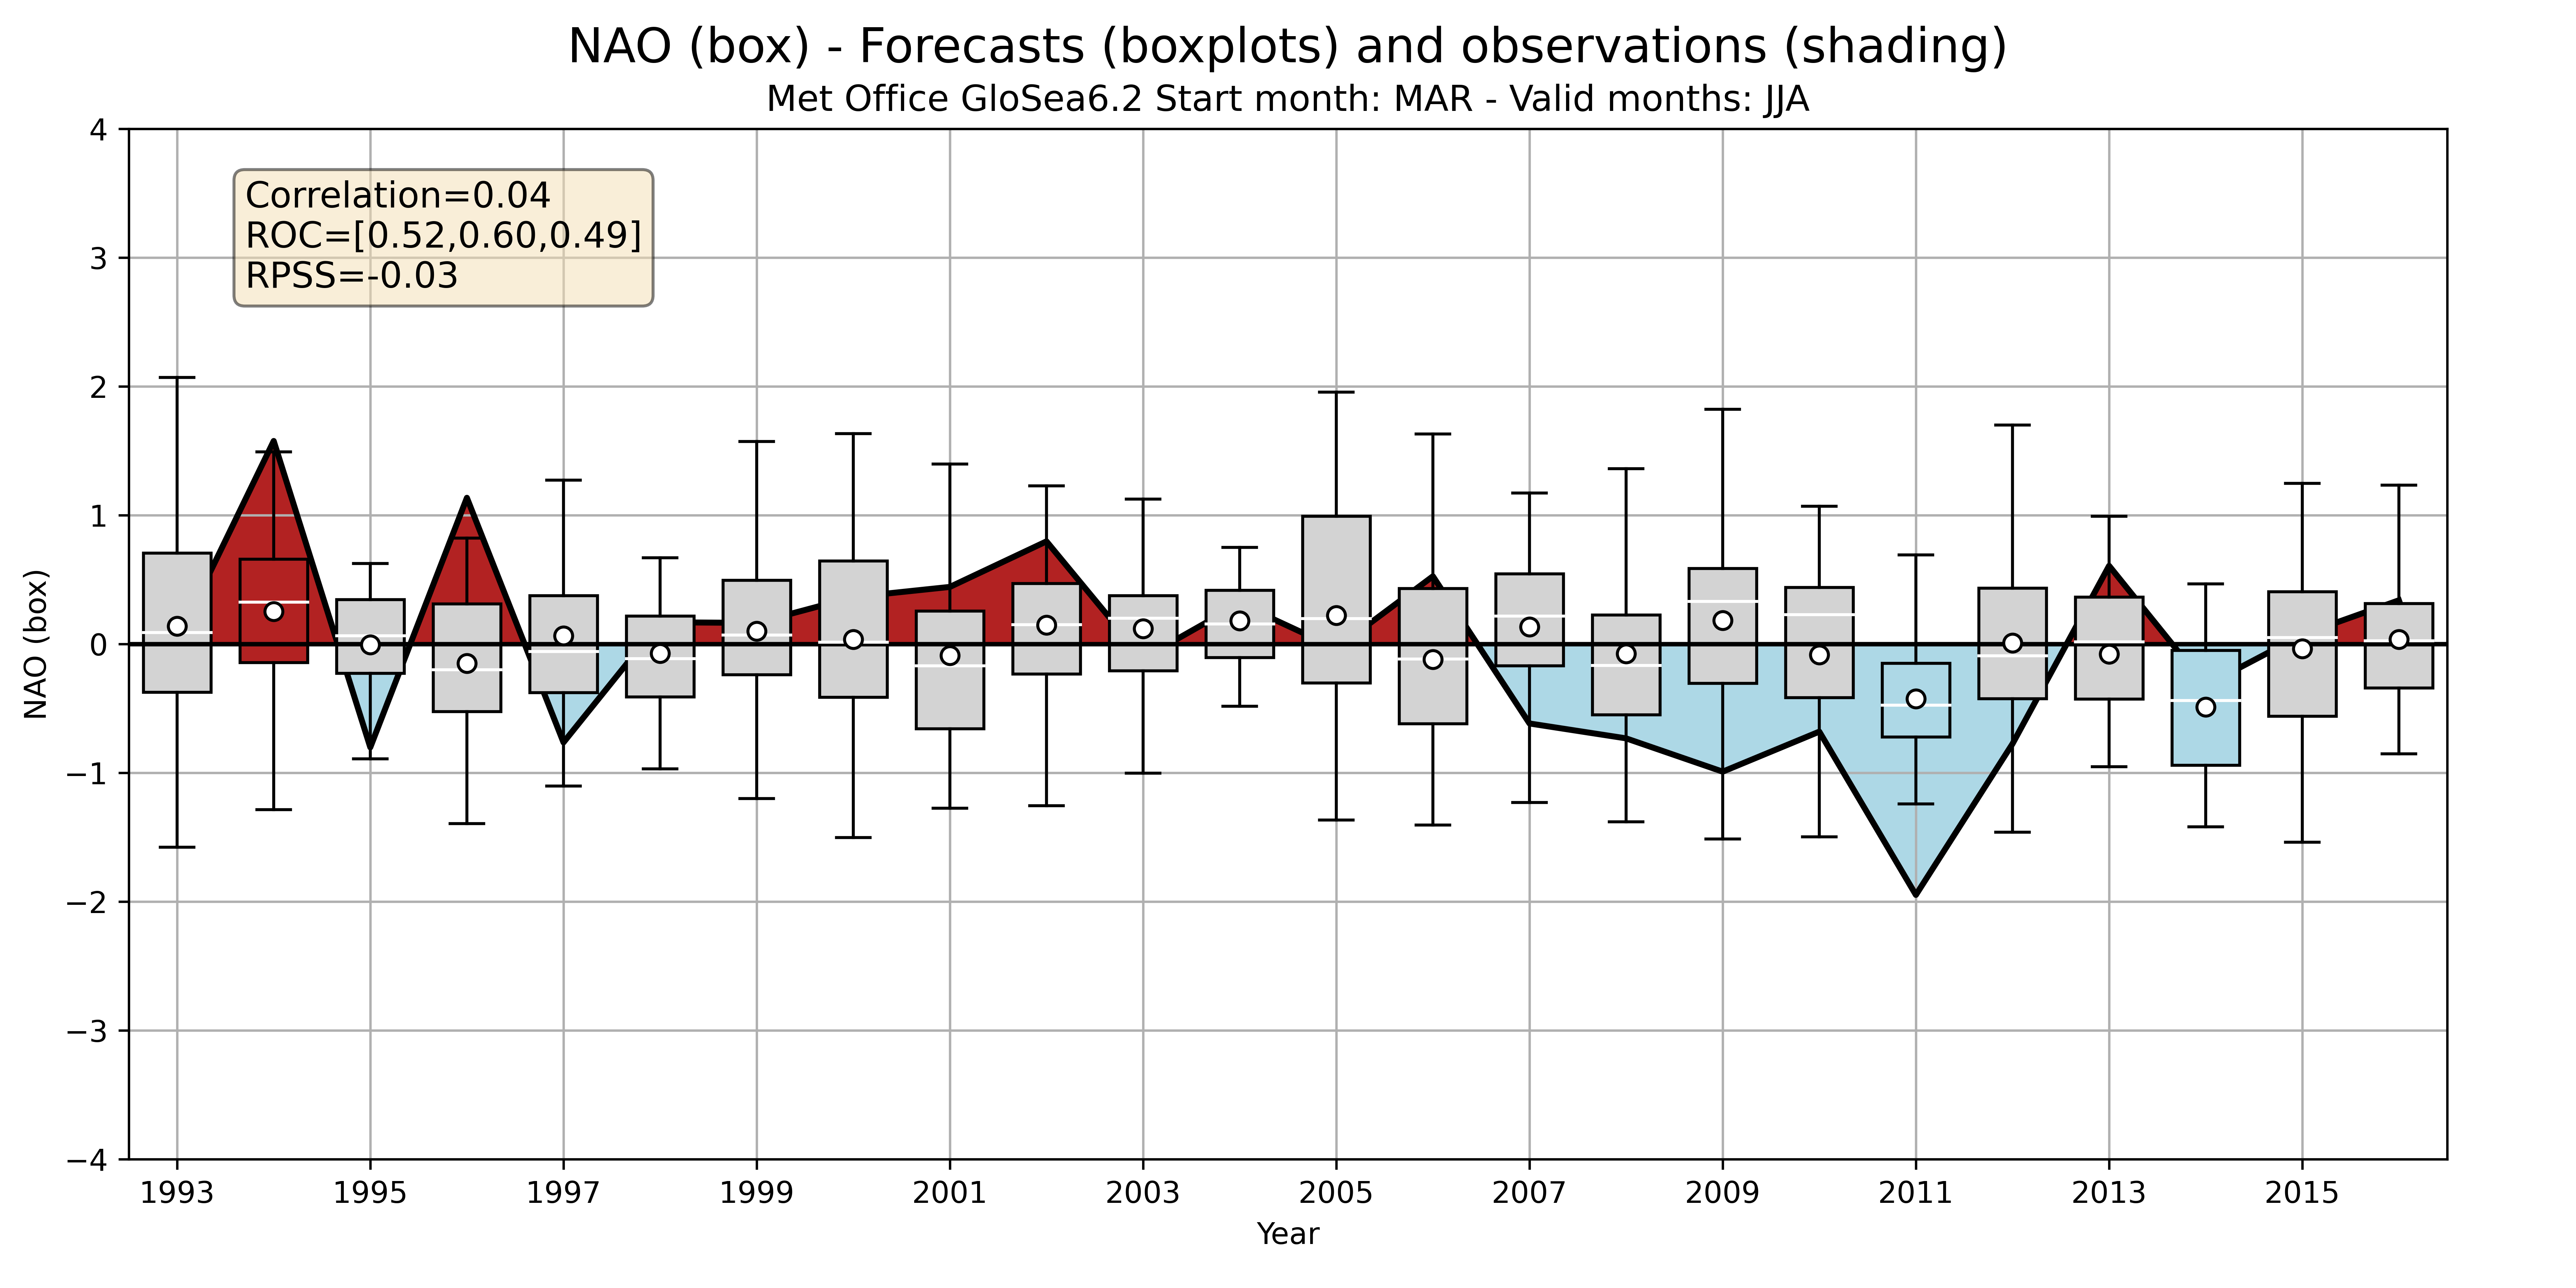 NAO (box) - Forecasts (boxplots) and observations (shading)
Met Office GloSea6.2 Start month: MAR - Valid months: JJA
Correlation=0.04
ROC=[0.52,0.60,0.49]
RPSS=-0.03
NAO (box)
4
3
2
1
0
−1
−2
−3
−4
1993 1995 1997 1999 2001 2003 2005 2007 2009 2011 2013 2015
Year